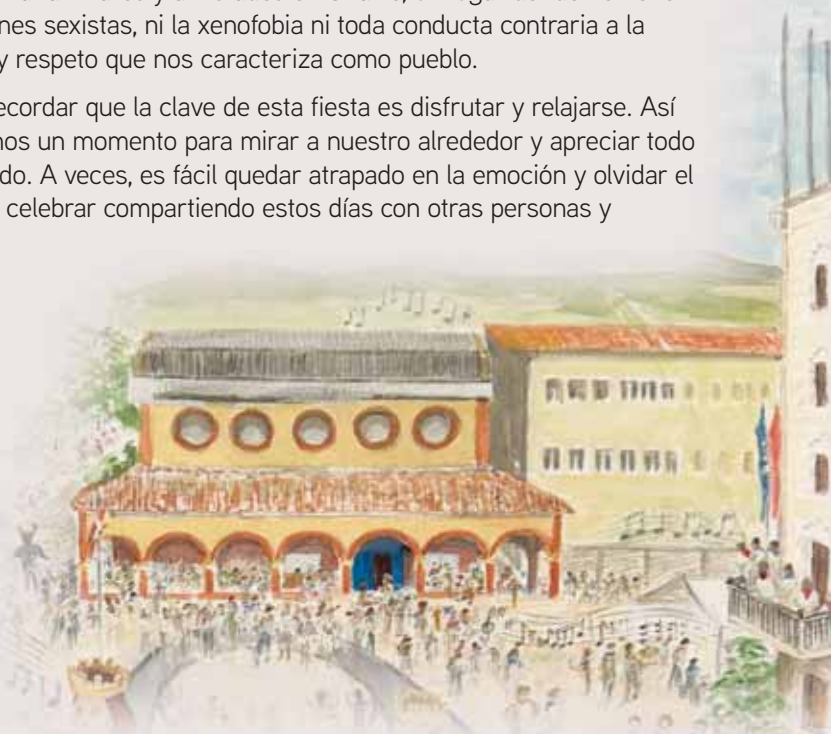 nes sexistas, ni la xenofobia ni toda conducta contraria a la
y respeto que nos caracteriza como pueblo.
ecordar que la clave de esta fiesta es disfrutar y relajarse. Así
nos un momento para mirar a nuestro alrededor y apreciar todo
do. A veces, es fácil quedar atrapado en la emoción y olvidar el
celebrar compartiendo estos días con otras personas y